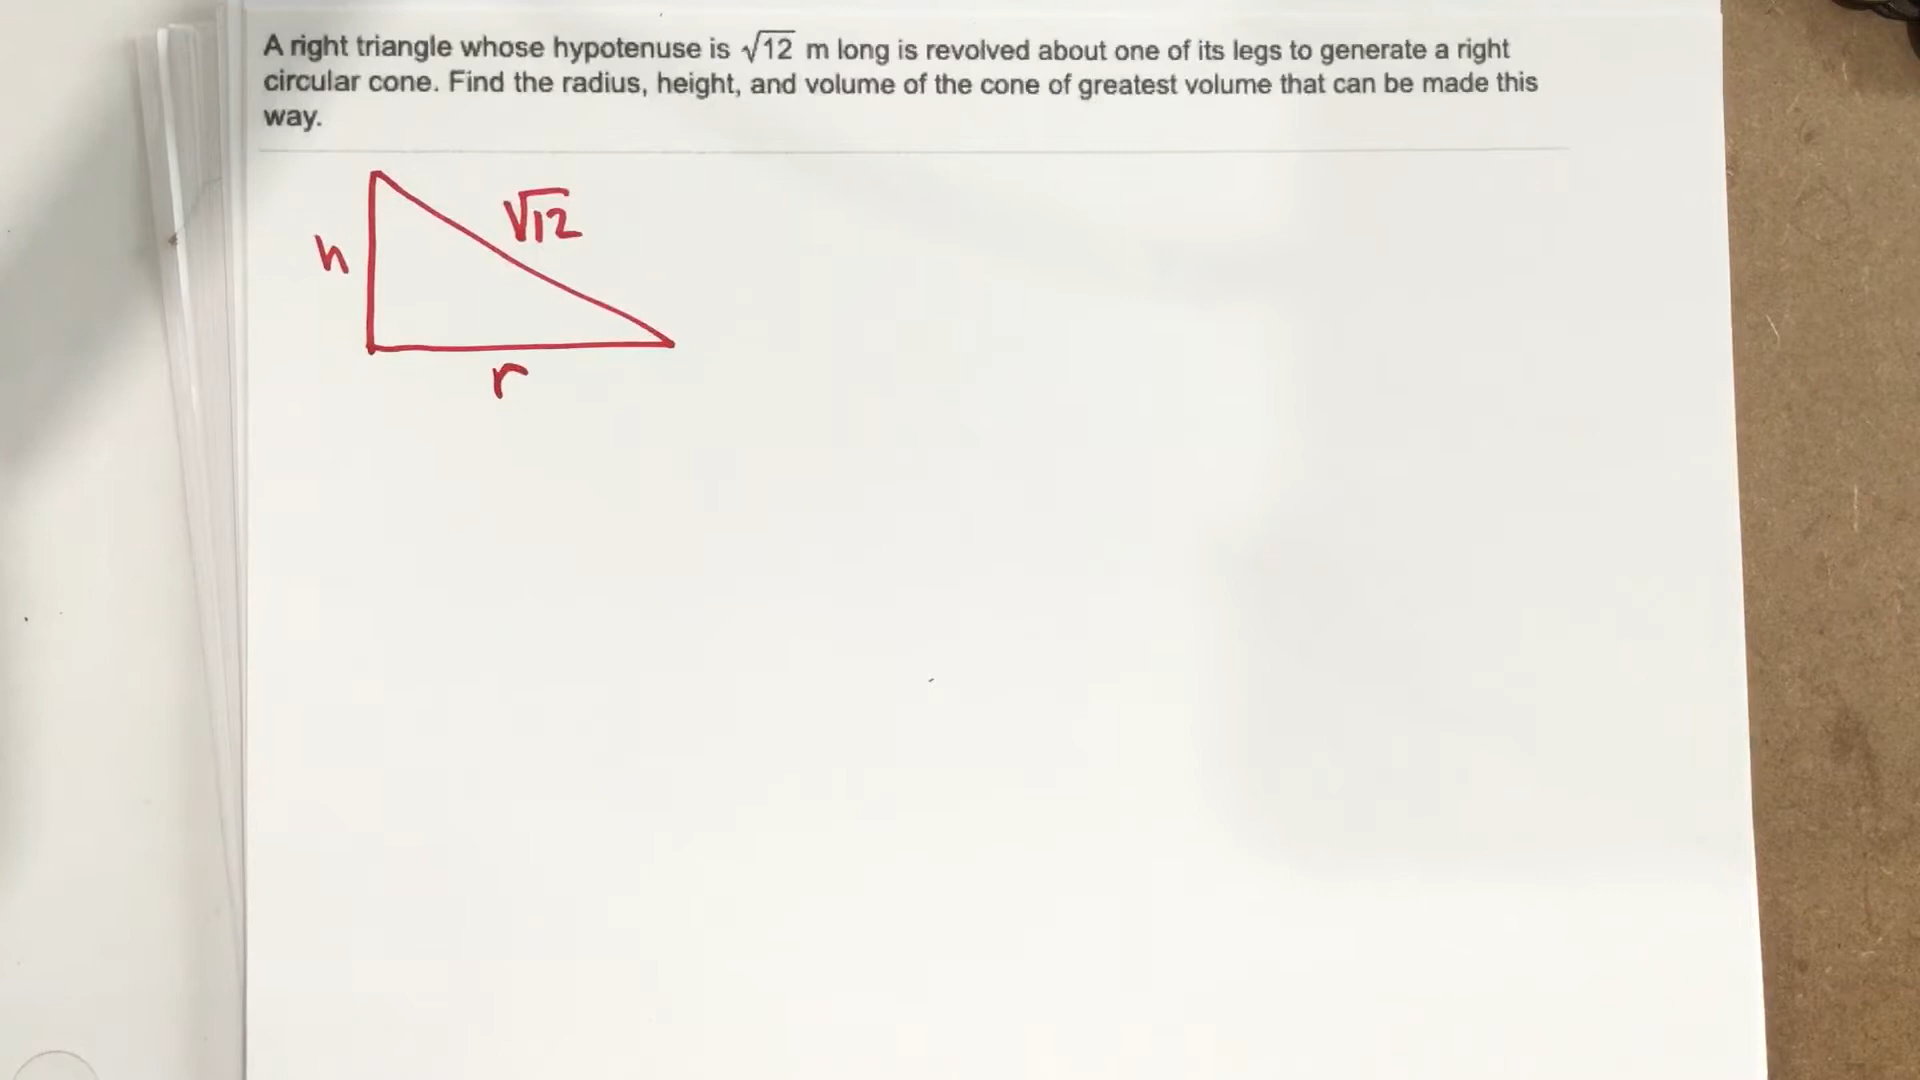 A right triangle whose hypotenuse is √12 m long is revolved about one of its legs to generate a right
circular cone. Find the radius, height, and volume of the cone of greatest volume that can be made this
way.
√12
h
r